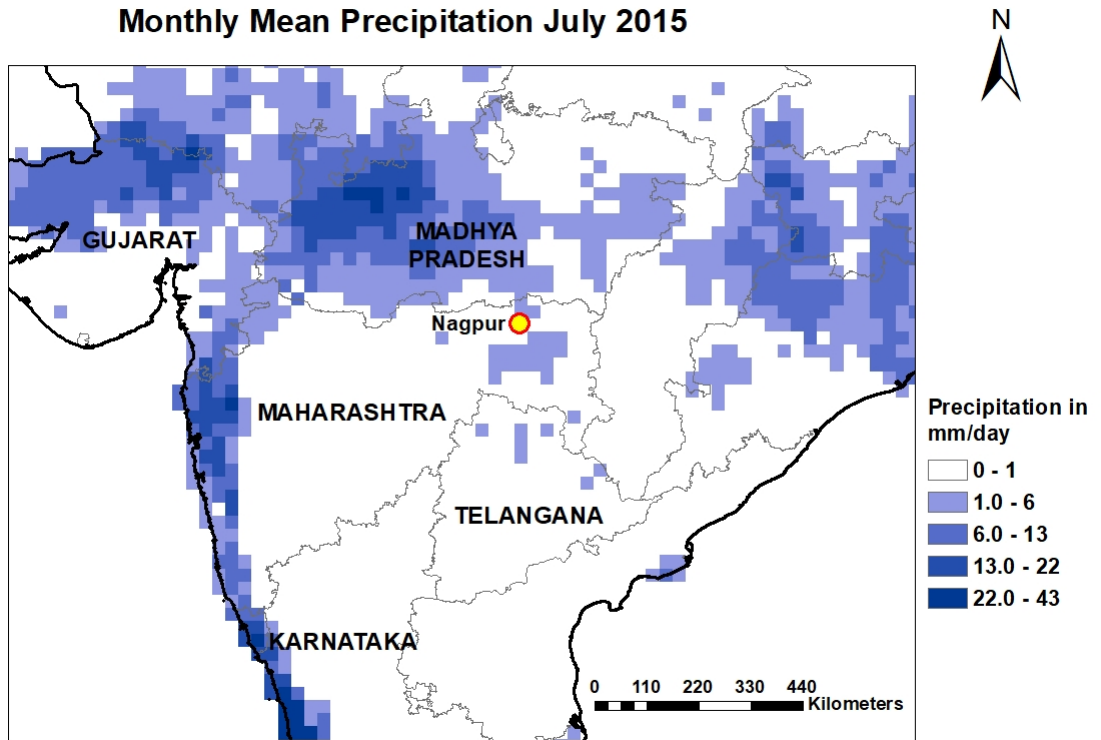 Monthly Mean Precipitation July 2015
N
GUJARAT
MADHYA
PRADESH
Nagpur
MAHARASHTRA
TELANGANA
KARNATAKA
Precipitation in
mm/day
0 - 1
1.0 - 6
6.0 - 13
13.0 - 22
22.0 - 43
0 110 220 330 440
Kilometers